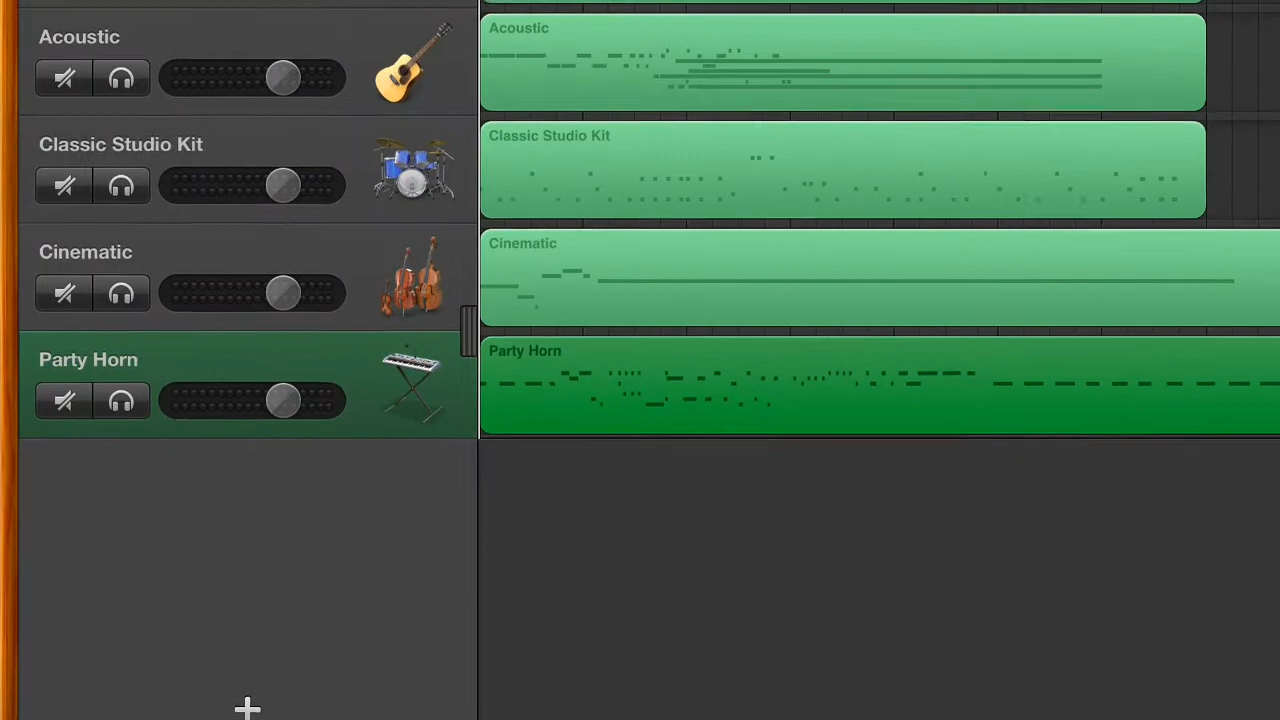 Acoustic
Acoustic
Classic Studio Kit
Classic Studio Kit
Cinematic
Cinematic
Party Horn
Party Horn